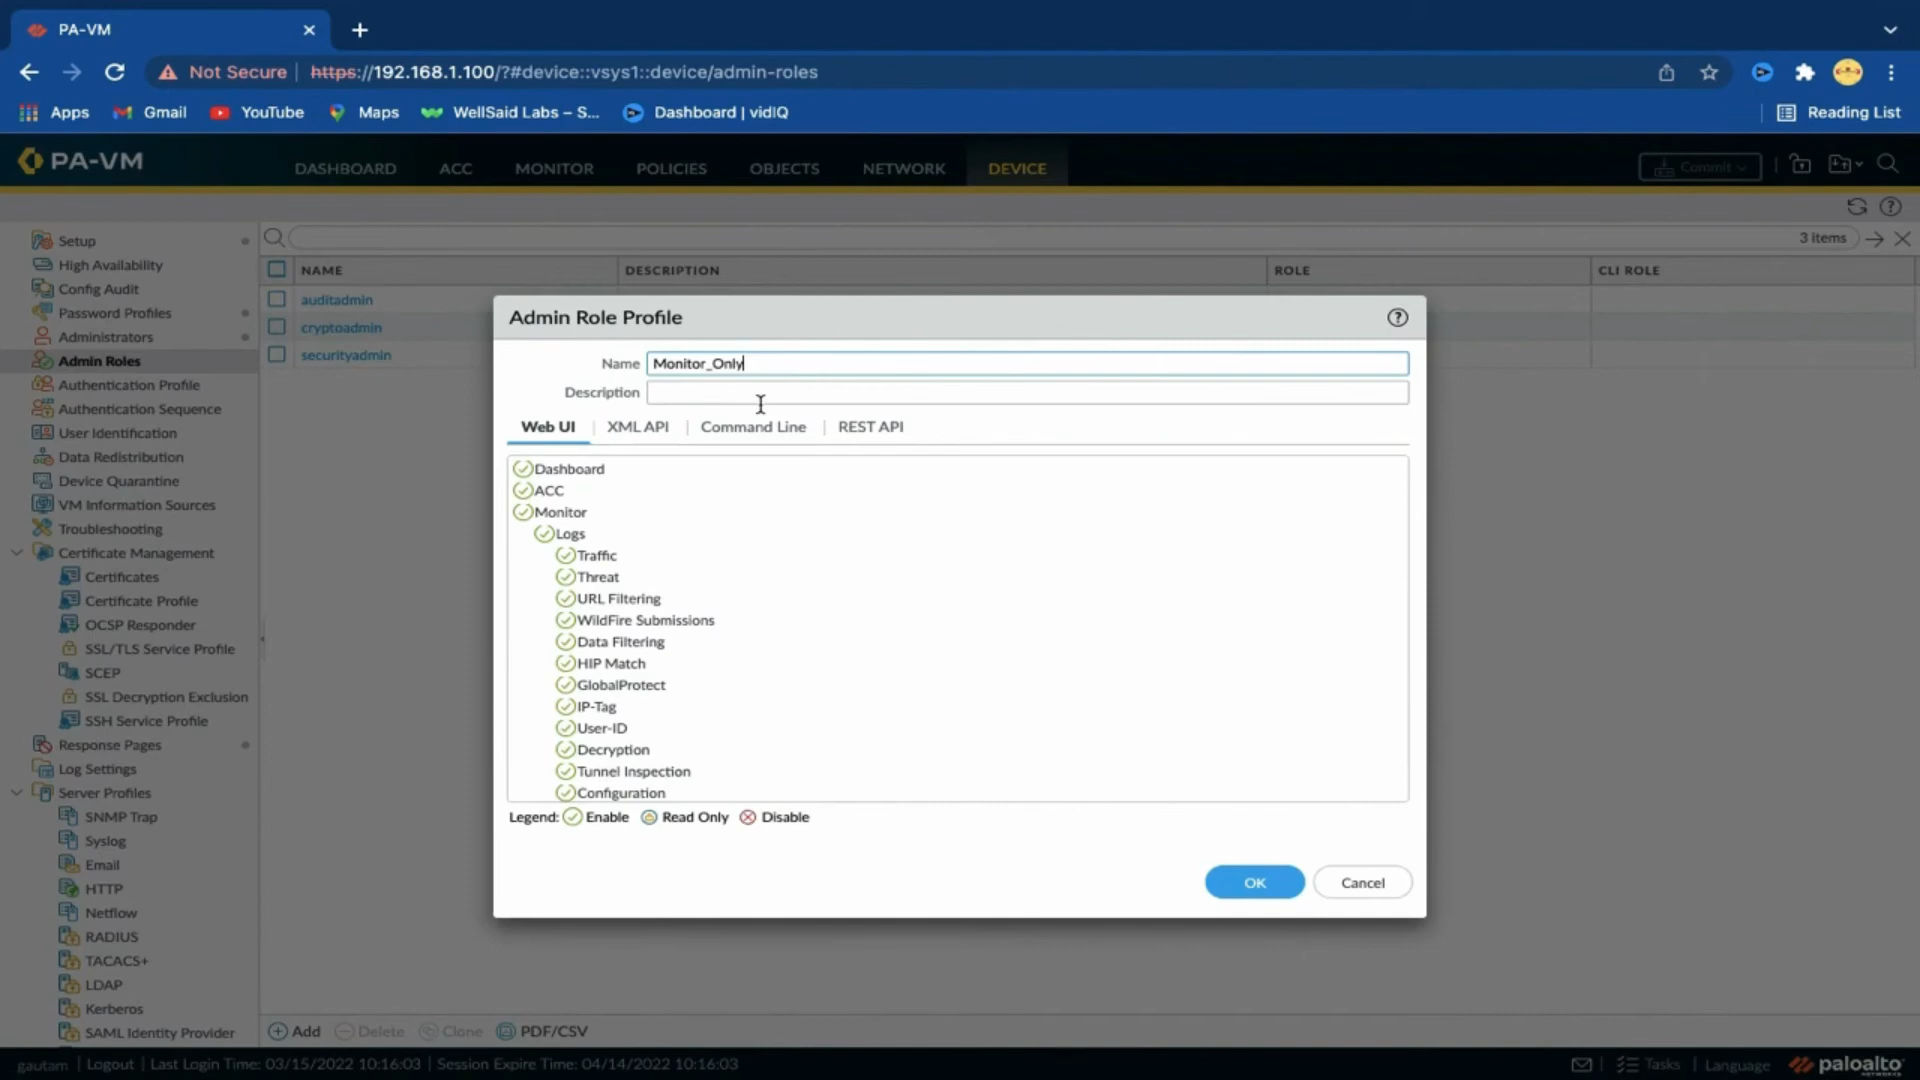 PA-VM
Not Secure
https://192.168.1.100/?#device::vsys1::device/admin-roles
Apps
Gmail
YouTube
Maps
WellSaid Labs – S...
Dashboard | vidIQ
Reading List
PA-VM
DASHBOARD
ACC
MONITOR
POLICIES
OBJECTS
NETWORK
DEVICE
Commit
3 items
Setup
High Availability
Config Audit
Password Profiles
Administrators
Admin Roles
Authentication Profile
Authentication Sequence
User Identification
Data Redistribution
Device Quarantine
VM Information Sources
Troubleshooting
Certificate Management
Certificates
Certificate Profile
OCSP Responder
SSL/TLS Service Profile
SCEP
SSL Decryption Exclusion
SSH Service Profile
Response Pages
Log Settings
Server Profiles
SNMP Trap
Syslog
Email
HTTP
Netflow
RADIUS
TACACS+
LDAP
Kerberos
SAML Identity Provider
NAME
DESCRIPTION
ROLE
CLI ROLE
auditadmin
cryptoadmin
securityadmin
Admin Role Profile
Name
Monitor_Only
Description
Web UI
XML API
Command Line
REST API
Dashboard
ACC
Monitor
Logs
Traffic
Threat
URL Filtering
WildFire Submissions
Data Filtering
HIP Match
GlobalProtect
IP-Tag
User-ID
Decryption
Tunnel Inspection
Configuration
Legend: Enable Read Only Disable
OK
Cancel
Add
Delete
Clone
PDF/CSV
gautam | Logout | Last Login Time: 03/15/2022 10:16:03 | Session Expire Time: 04/14/2022 10:16:03
Tasks | Language
paloalto
NETWORKS